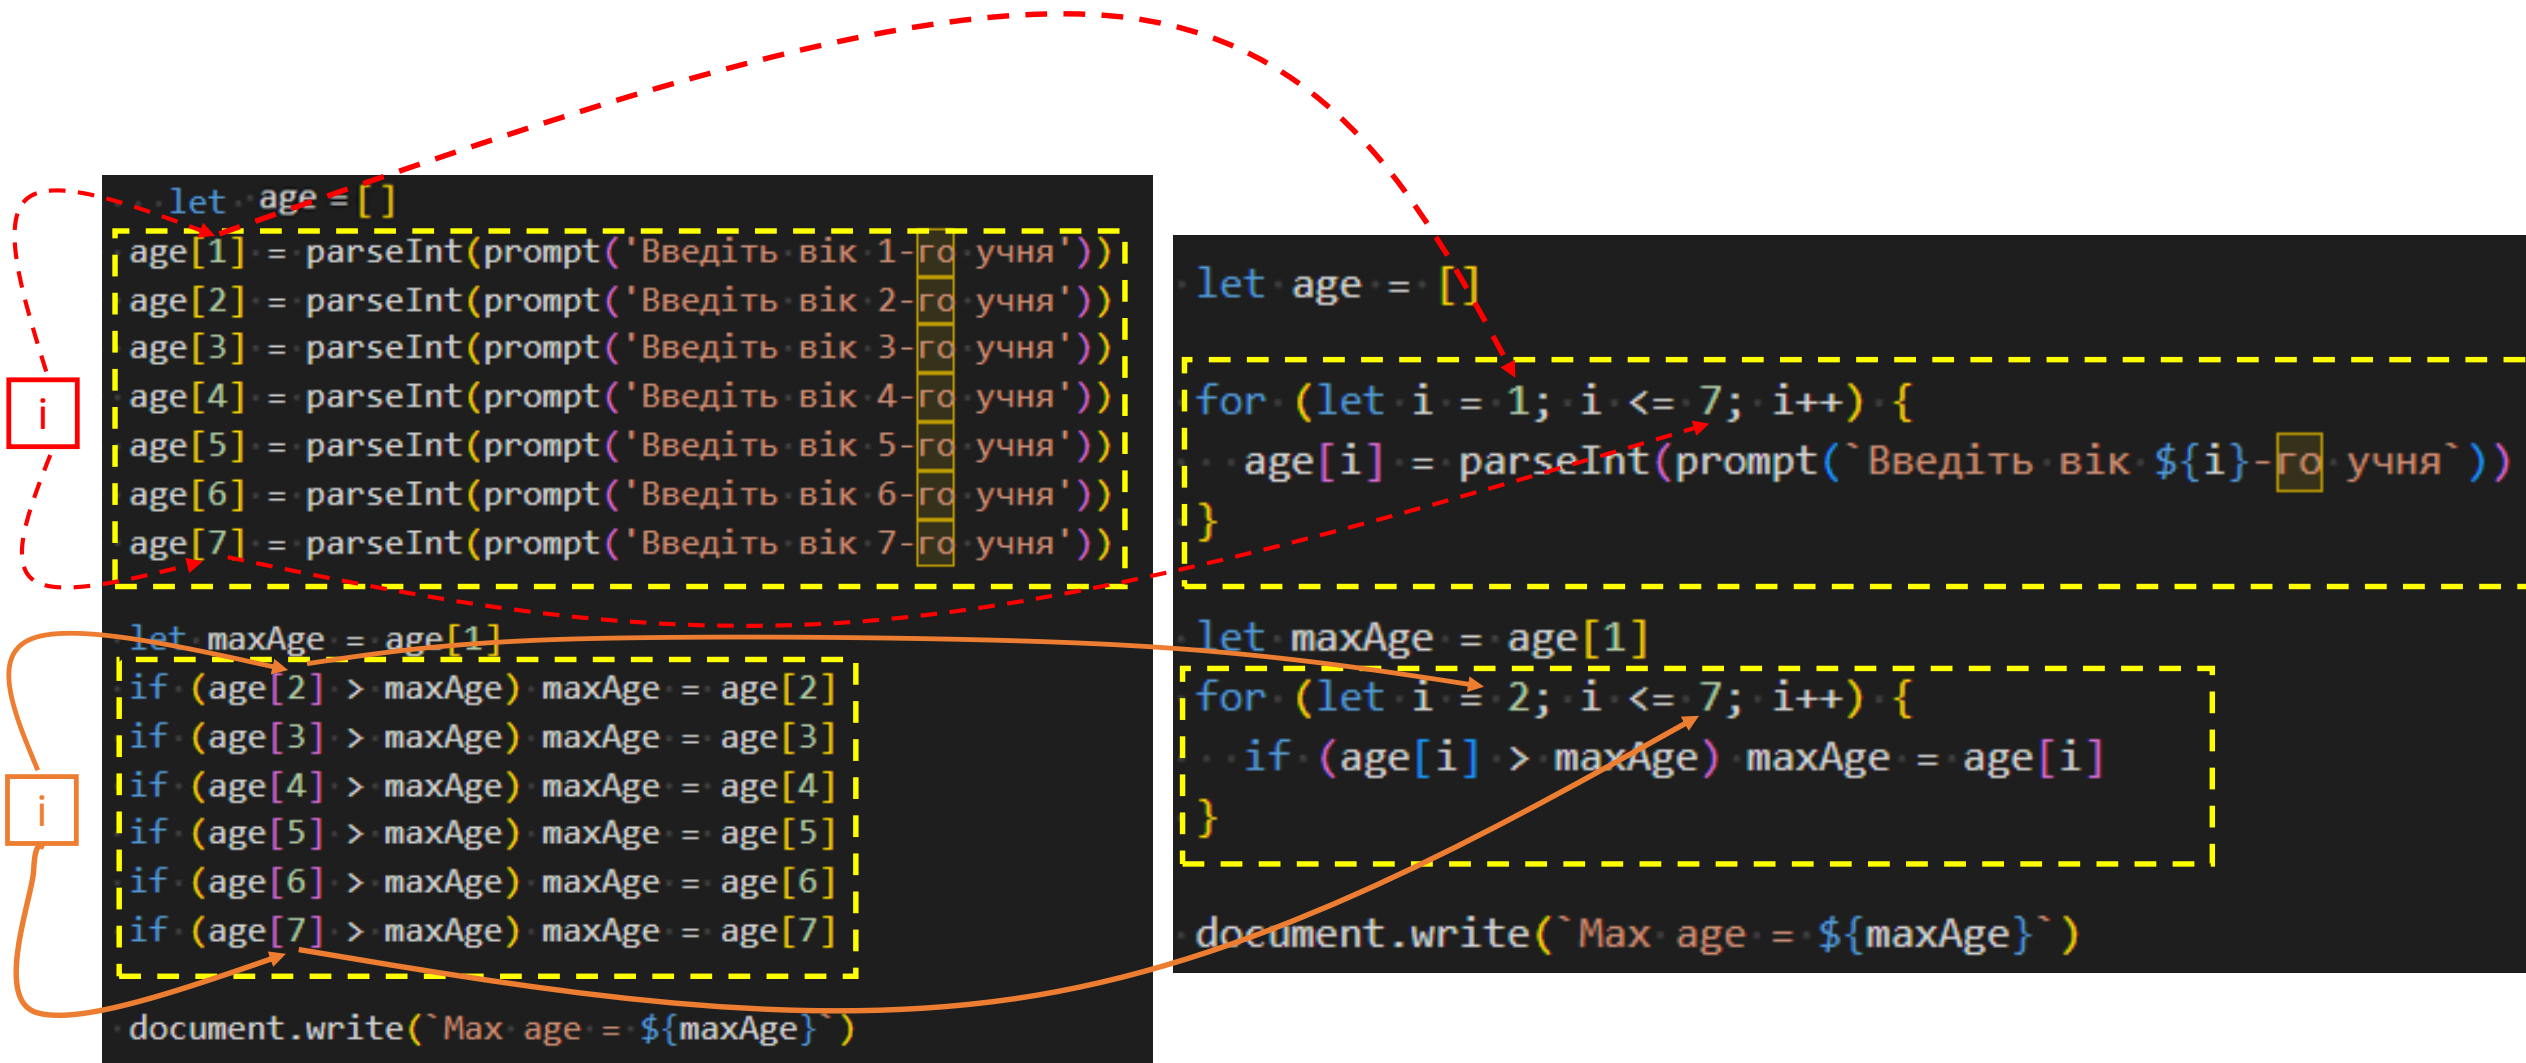 let age = []
age[1] = parseInt(prompt('Введіть вік 1-го учня'))
age[2] = parseInt(prompt('Введіть вік 2-го учня'))
age[3] = parseInt(prompt('Введіть вік 3-го учня'))
age[4] = parseInt(prompt('Введіть вік 4-го учня'))
age[5] = parseInt(prompt('Введіть вік 5-го учня'))
age[6] = parseInt(prompt('Введіть вік 6-го учня'))
age[7] = parseInt(prompt('Введіть вік 7-го учня'))
i
let maxAge = age[1]
if (age[2] > maxAge) maxAge = age[2]
if (age[3] > maxAge) maxAge = age[3]
if (age[4] > maxAge) maxAge = age[4]
if (age[5] > maxAge) maxAge = age[5]
if (age[6] > maxAge) maxAge = age[6]
if (age[7] > maxAge) maxAge = age[7]
i
document.write(`Max age = ${maxAge}`)
let age = []
for (let i = 1; i <= 7; i++) {
age[i] = parseInt(prompt(`Введіть вік ${i}-го учня`))
}
let maxAge = age[1]
for (let i = 2; i <= 7; i++) {
if (age[i] > maxAge) maxAge = age[i]
}
document.write(`Max age = ${maxAge}`)